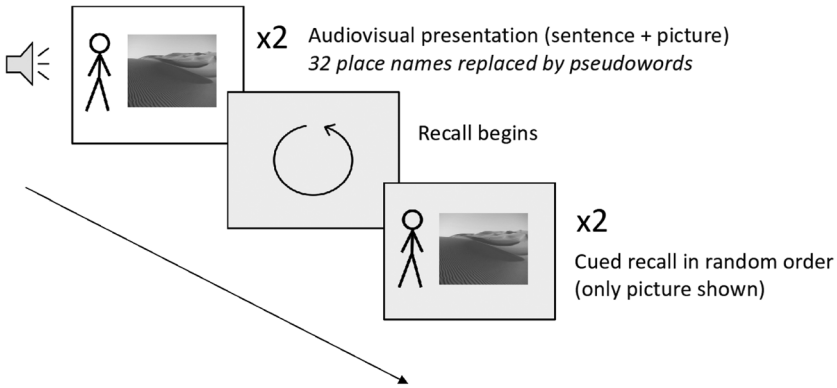 x2
Audiovisual presentation (sentence + picture)
32 place names replaced by pseudowords
Recall begins
x2
Cued recall in random order
(only picture shown)